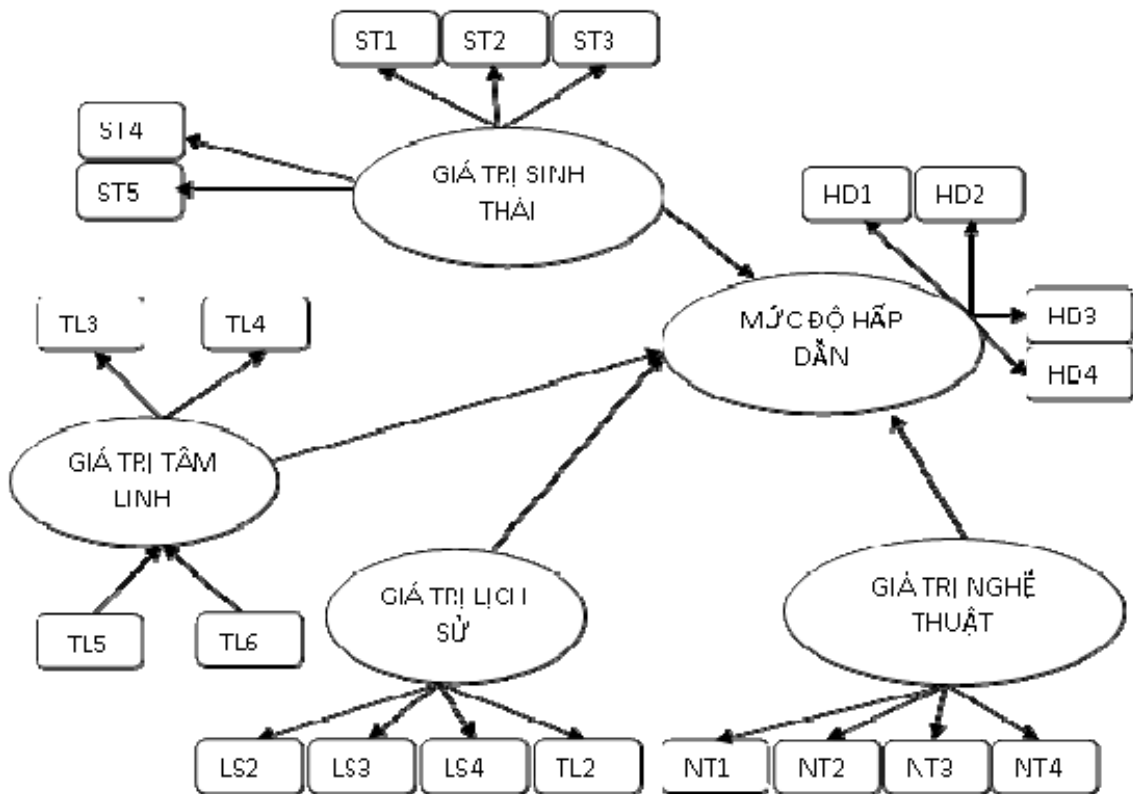 ST1 ST2 ST3
ST4
ST5
GIÁ TRỊ SINH
THÁI
HD1 HD2
HD3
HD4
MỨC ĐỘ HẤP
DẪN
TL3 TL4
GIÁ TRỊ TÂM
LINH
TL5 TL6
GIÁ TRỊ LỊCH
SỬ
GIÁ TRỊ NGHỆ
THUẬT
LS2 LS3 LS4 TL2
NT1 NT2 NT3 NT4